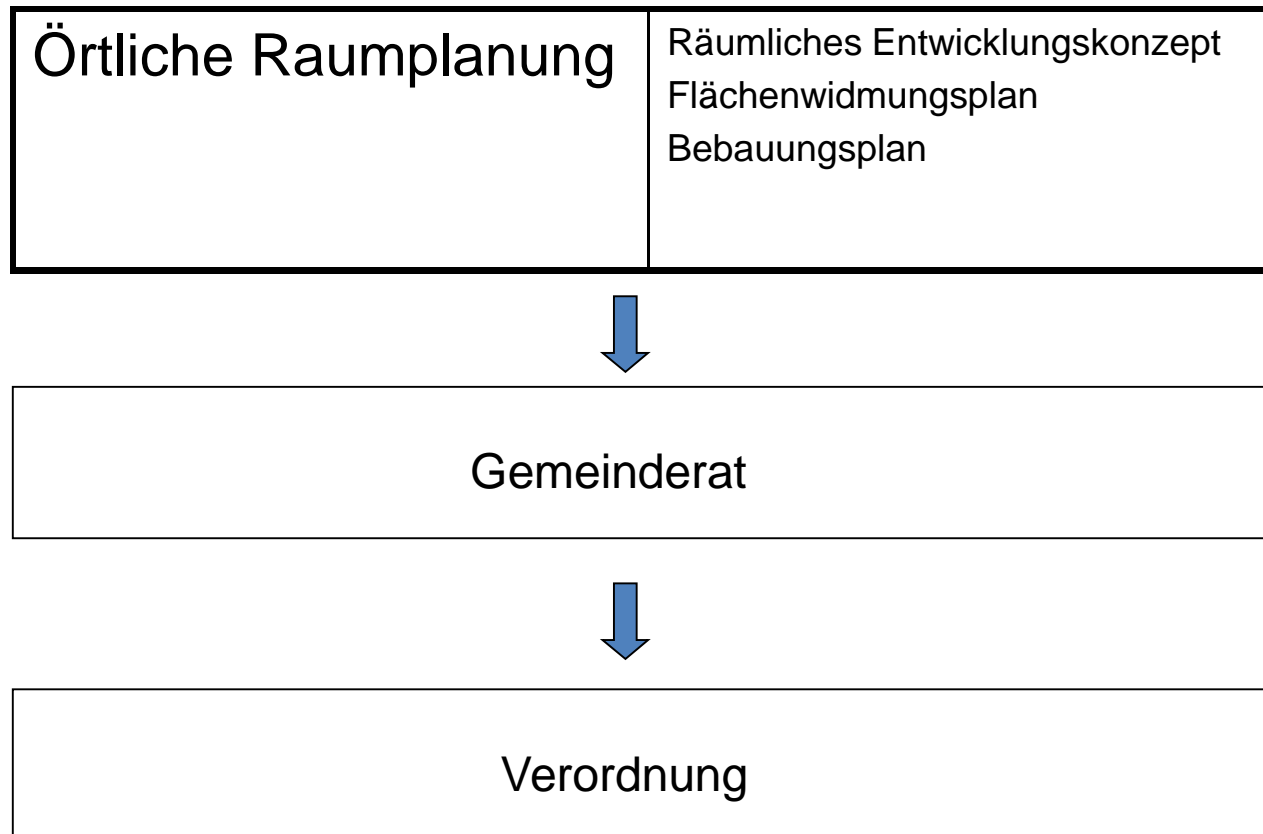 Örtliche Raumplanung
Räumliches Entwicklungskonzept
Flächenwidmungsplan
Bebauungsplan
Gemeinderat
Verordnung